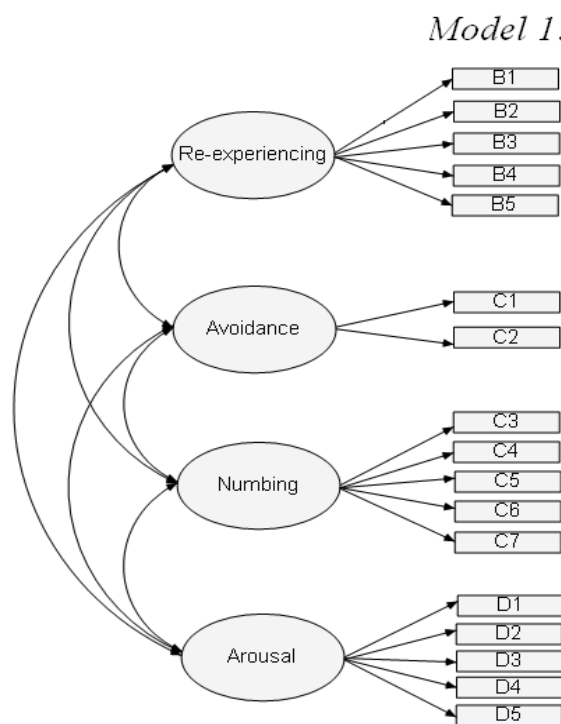 Model 1.
B1
B2
Re-experiencing
B3
B4
B5
Avoidance
C1
C2
Numbing
C3
C4
C5
C6
C7
Arousal
D1
D2
D3
D4
D5